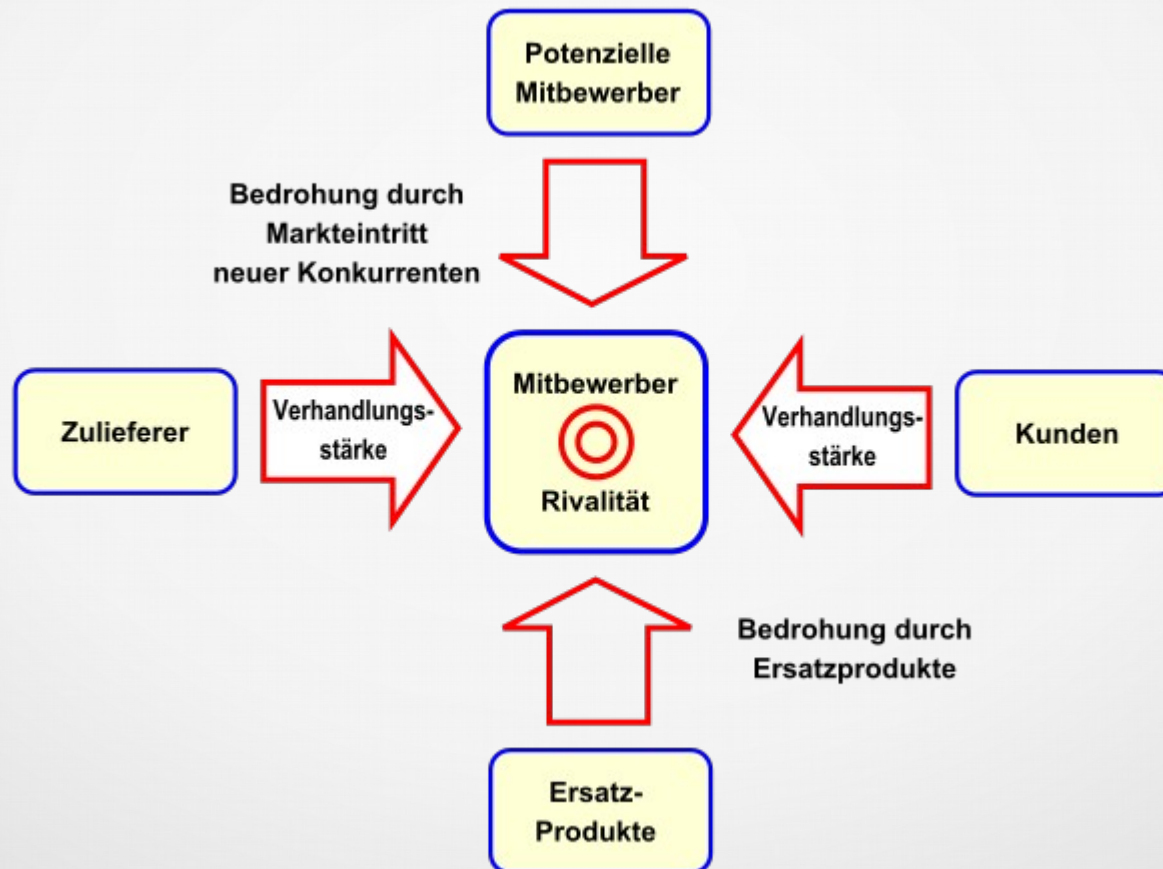 Potenzielle
Mitbewerber
Bedrohung durch
Markteintritt
neuer Konkurrenten
Zulieferer
Verhandlungs-
stärke
Mitbewerber
Rivalität
Verhandlungs-
stärke
Kunden
Bedrohung durch
Ersatzprodukte
Ersatz-
Produkte